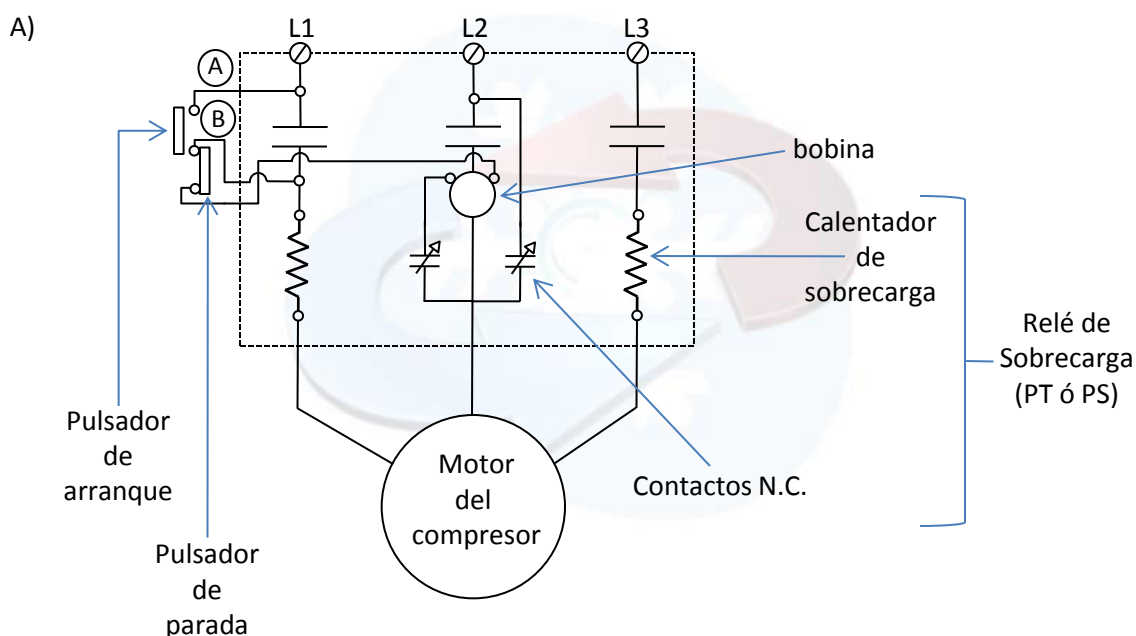 A)
L1
L2
L3
A
B
bobina
Calentador
de
sobrecarga
Relé de
Sobrecarga
(PT ó PS)
Pulsador
de
arranque
Motor
del
compresor
Contactos N.C.
Pulsador
de
parada